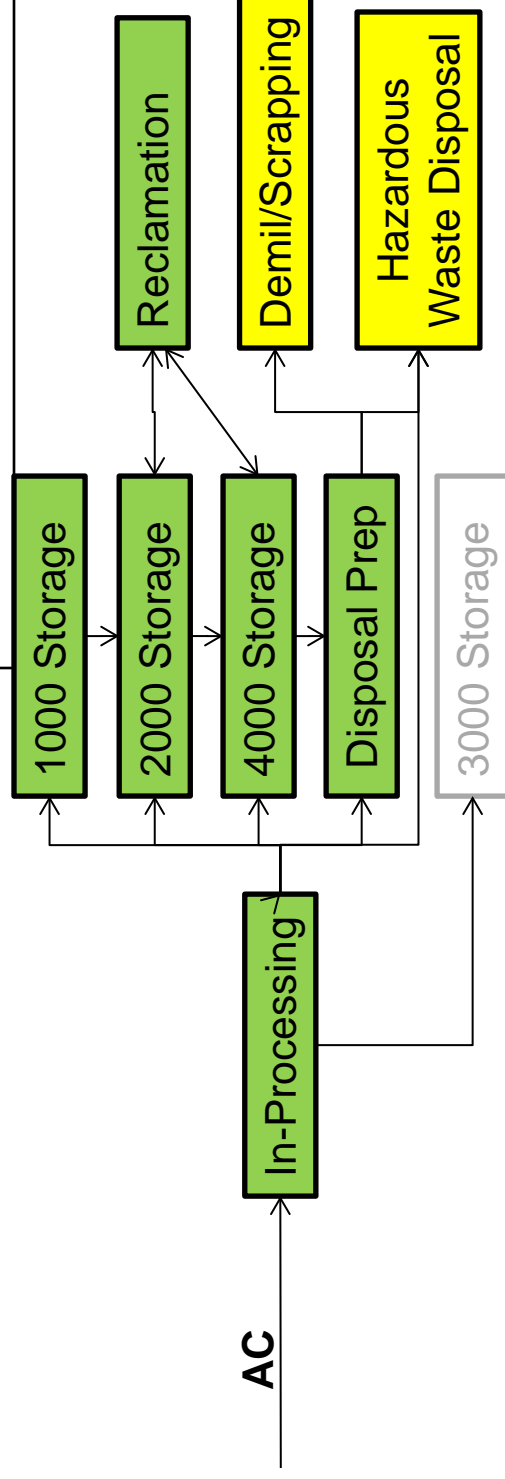 AC
In-Processing
1000 Storage
2000 Storage
4000 Storage
Disposal Prep
3000 Storage
Reclamation
Demil/Scrapping
Hazardous
Waste Disposal